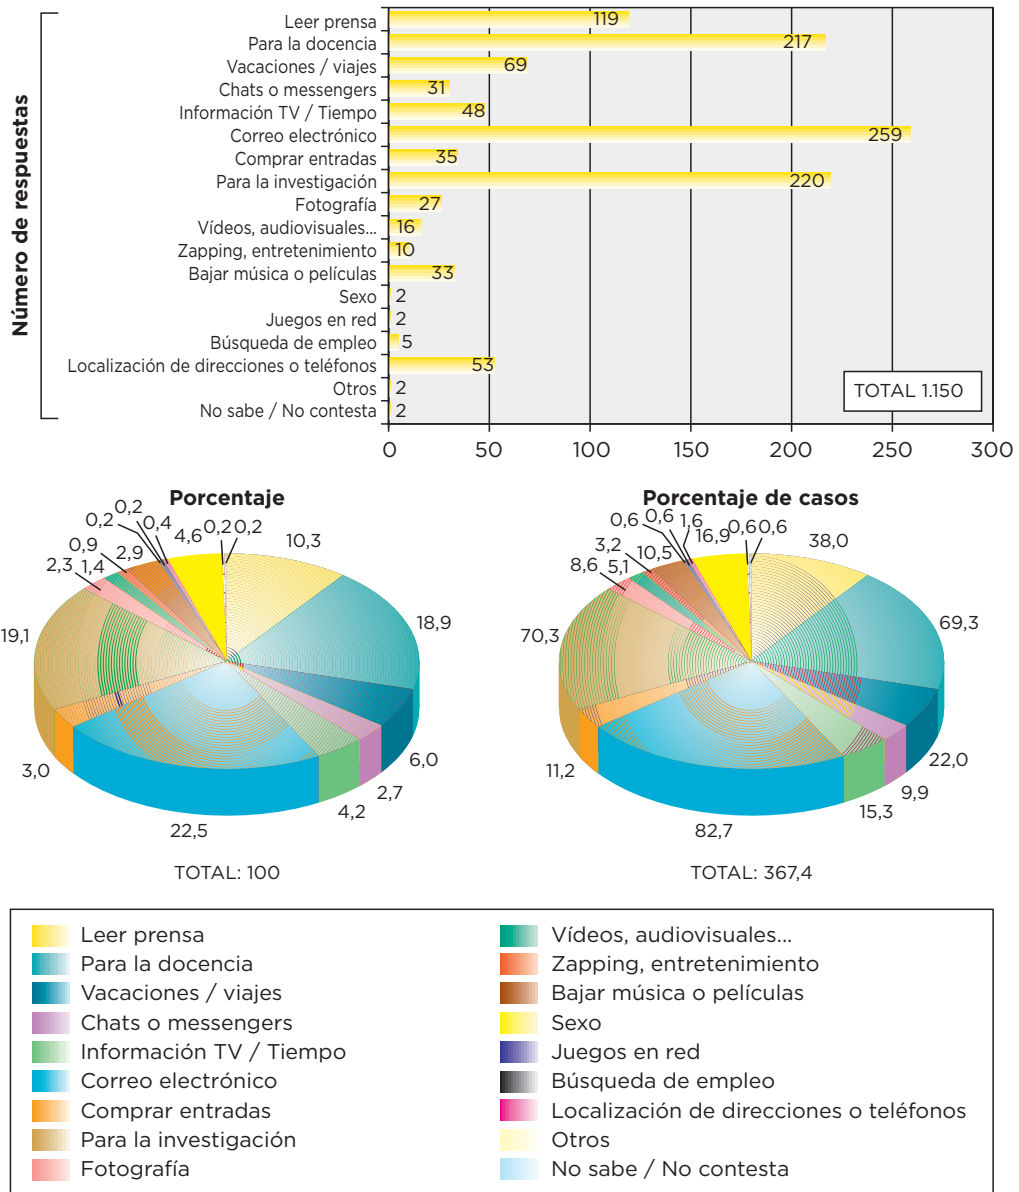 Número de respuestas
Leer prensa 119
Para la docencia 217
Vacaciones / viajes 69
Chats o messengers 31
Información TV / Tiempo 48
Correo electrónico 259
Comprar entradas 35
Para la investigación 220
Fotografía 27
Vídeos, audiovisuales... 16
Zapping, entretenimiento 10
Bajar música o películas 33
Sexo 2
Juegos en red 2
Búsqueda de empleo 5
Localización de direcciones o teléfonos 53
Otros 2
No sabe / No contesta 2
TOTAL 1.150
0 50 100 150 200 250 300
Porcentaje
10,3
18,9
6,0
2,7
4,2
22,5
3,0
19,1
2,3
1,4
0,9
2,9
0,2
0,2
0,4
4,6
0,2
0,2
TOTAL: 100
Porcentaje de casos
38,0
69,3
22,0
9,9
15,3
82,7
11,2
70,3
8,6
5,1
3,2
10,5
0,6
0,6
1,6
16,9
0,6
0,6
TOTAL: 367,4
Leer prensa
Para la docencia
Vacaciones / viajes
Chats o messengers
Información TV / Tiempo
Correo electrónico
Comprar entradas
Para la investigación
Fotografía
Vídeos, audiovisuales...
Zapping, entretenimiento
Bajar música o películas
Sexo
Juegos en red
Búsqueda de empleo
Localización de direcciones o teléfonos
Otros
No sabe / No contesta